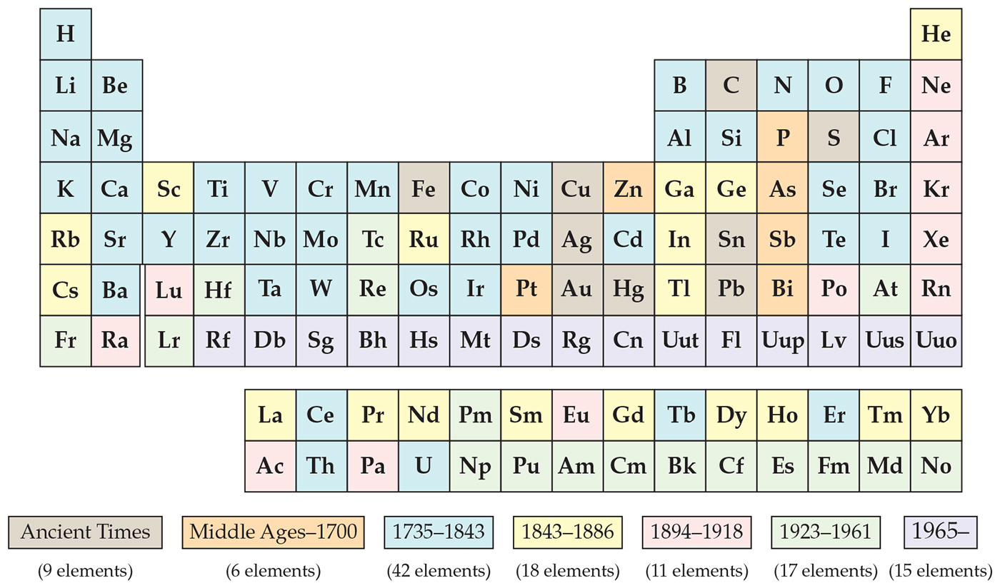 H He
Li Be B C N O F Ne
Na Mg Al Si P S Cl Ar
K Ca Sc Ti V Cr Mn Fe Co Ni Cu Zn Ga Ge As Se Br Kr
Rb Sr Y Zr Nb Mo Tc Ru Rh Pd Ag Cd In Sn Sb Te I Xe
Cs Ba Lu Hf Ta W Re Os Ir Pt Au Hg Tl Pb Bi Po At Rn
Fr Ra Lr Rf Db Sg Bh Hs Mt Ds Rg Cn Uut Fl Uup Lv Uus Uuo
La Ce Pr Nd Pm Sm Eu Gd Tb Dy Ho Er Tm Yb
Ac Th Pa U Np Pu Am Cm Bk Cf Es Fm Md No
Ancient Times Middle Ages–1700 1735–1843 1843–1886 1894–1918 1923–1961 1965–
(9 elements) (6 elements) (42 elements) (18 elements) (11 elements) (17 elements) (15 elements)